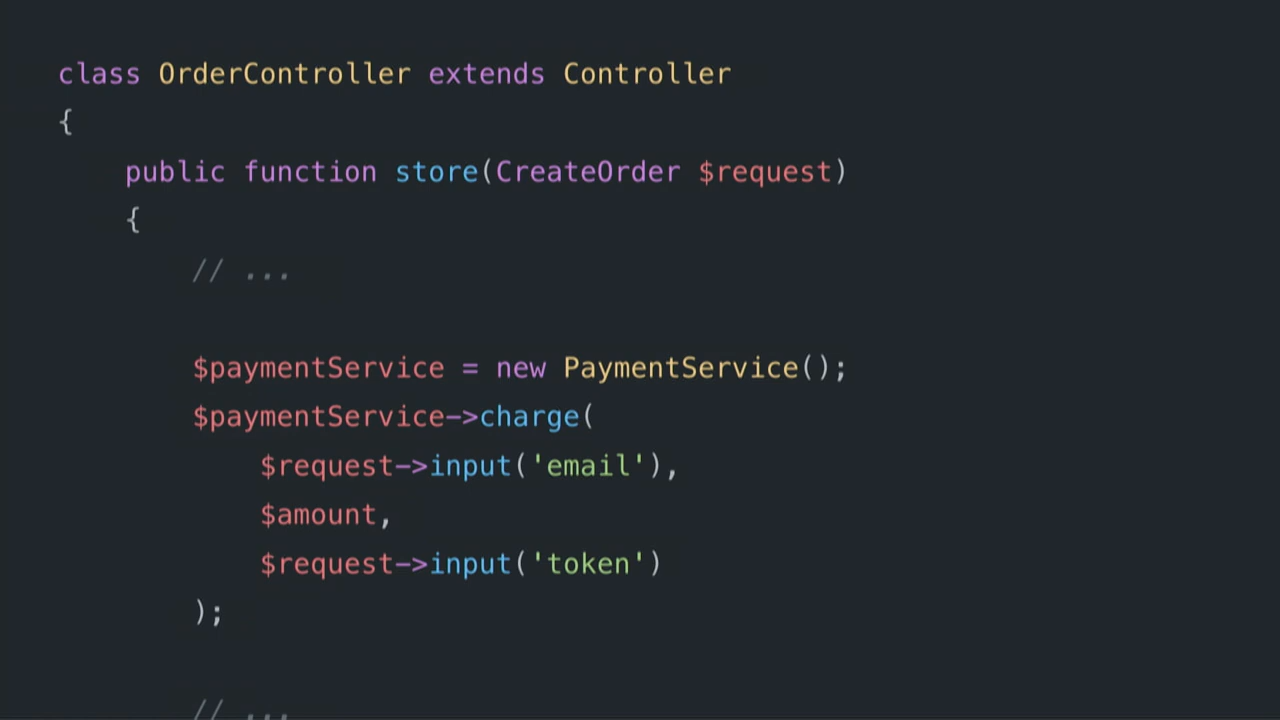 class OrderController extends Controller
{
    public function store(CreateOrder $request)
    {
        // ...

        $paymentService = new PaymentService();
        $paymentService->charge(
            $request->input('email'),
            $amount,
            $request->input('token')
        );

        // ...